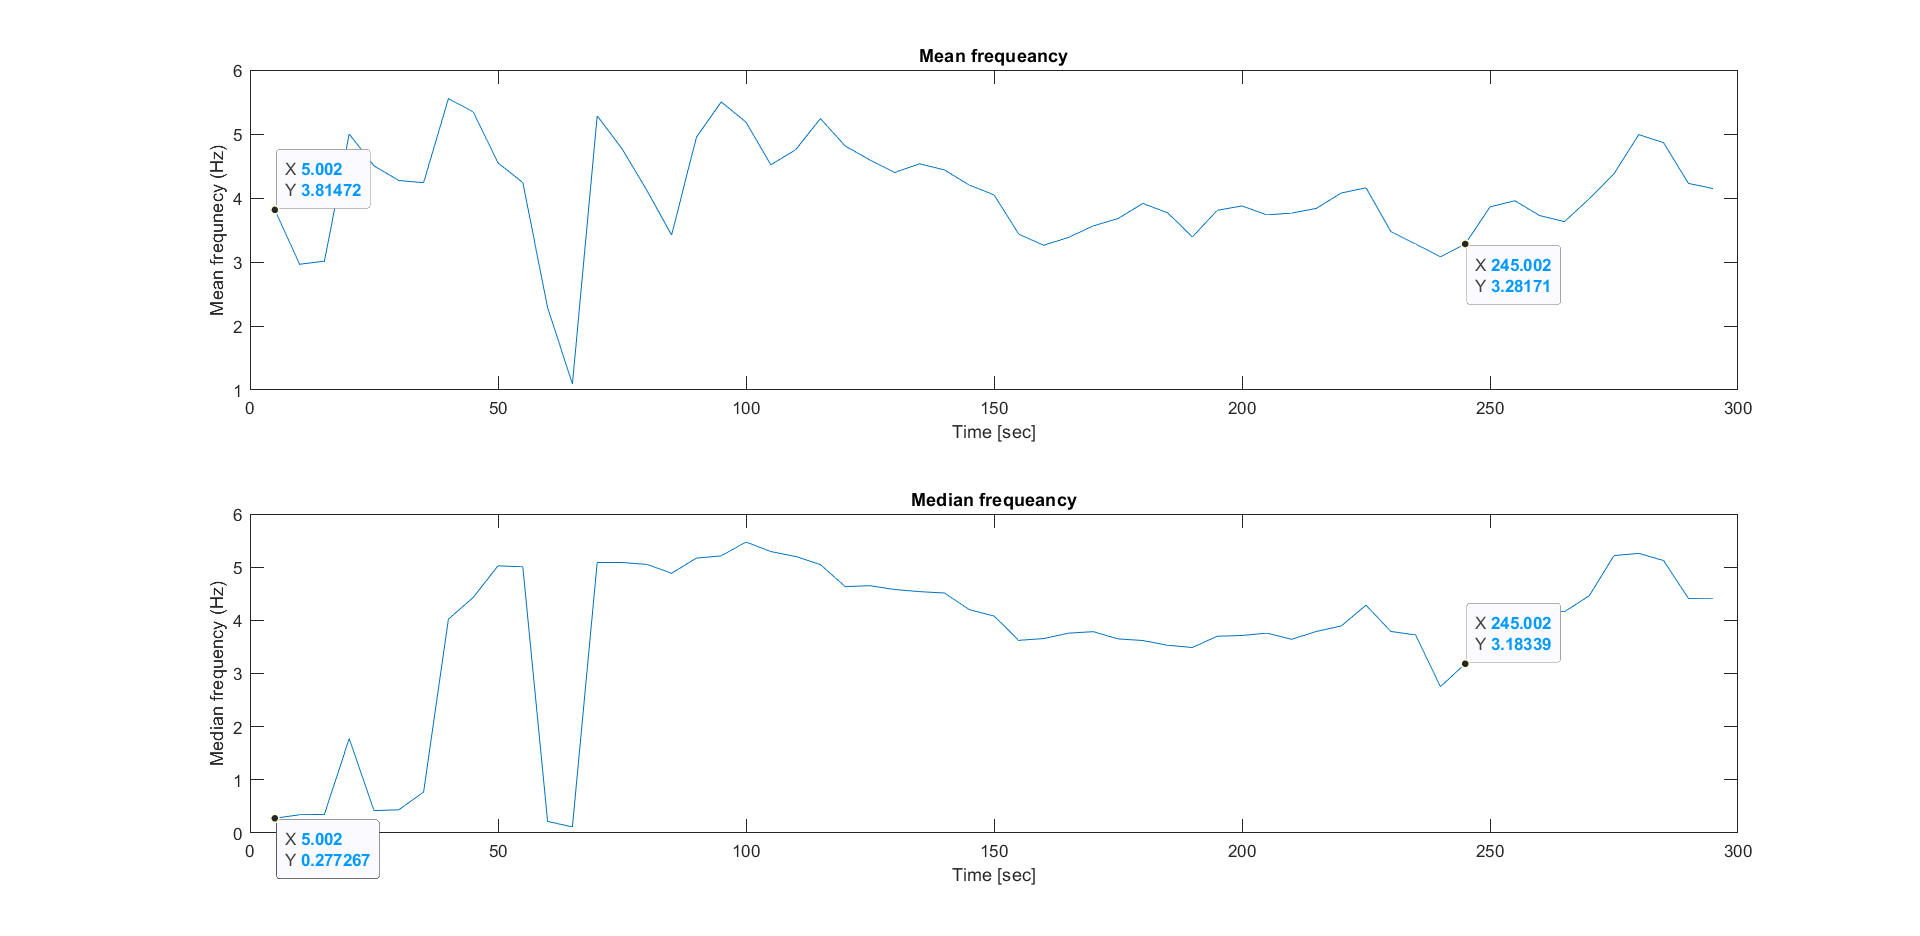 Mean frequeancy
Mean frequnecy (Hz)
6
5
4
3
2
1
X 5.002
Y 3.81472
X 245.002
Y 3.28171
0 50 100 150 200 250 300
Time [sec]
Median frequeancy
Median frequency (Hz)
6
5
4
3
2
1
0
X 245.002
Y 3.18339
X 5.002
Y 0.277267
0 50 100 150 200 250 300
Time [sec]